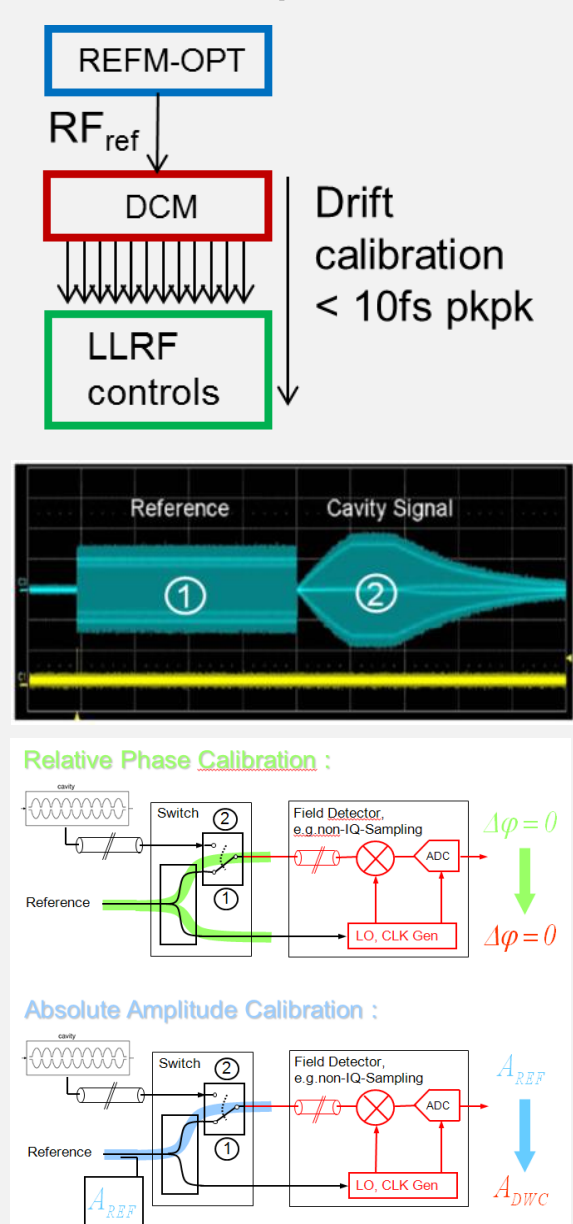 REFM-OPT
RFref
DCM
Drift
calibration
< 10fs pkpk
LLRF
controls
Reference
Cavity Signal
①
②
Relative Phase Calibration :
cavity
Switch
②
Field Detector,
e.g.non-IQ-Sampling
Δφ = 0
ADC
Reference
①
LO, CLK Gen
Δφ = 0
Absolute Amplitude Calibration :
cavity
Switch
②
Field Detector,
e.g.non-IQ-Sampling
AREF
ADC
Reference
①
LO, CLK Gen
ADWC
AREF